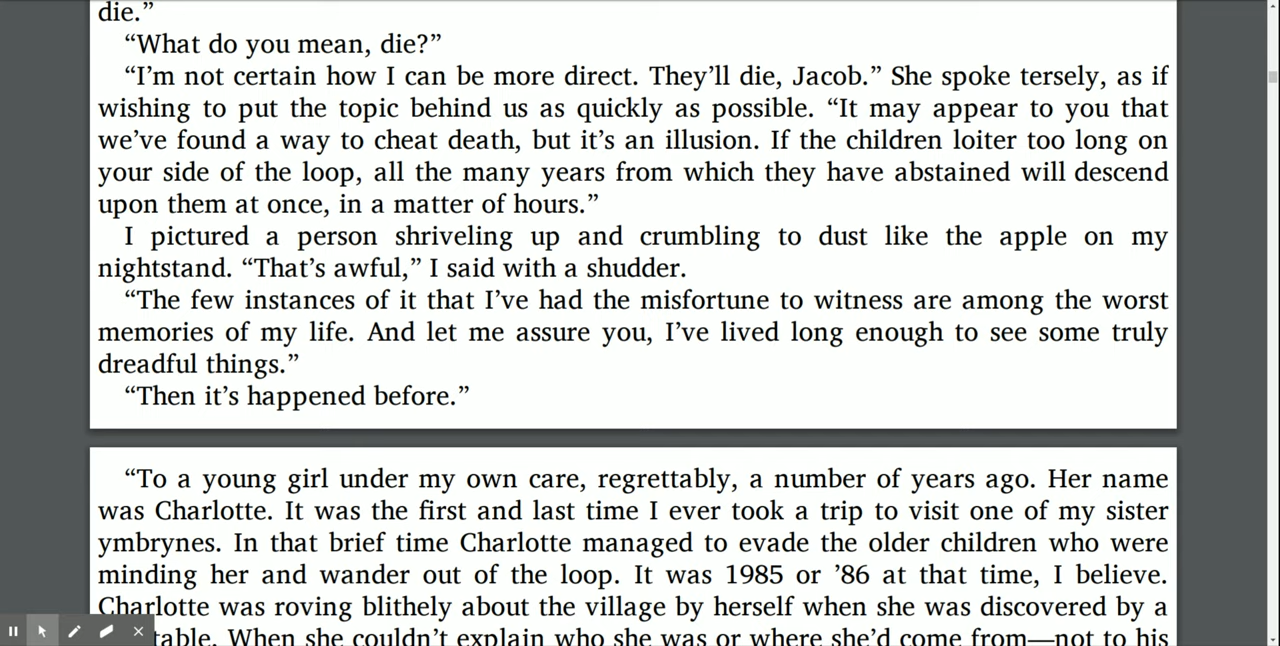 die.”
“What do you mean, die?”
“I’m not certain how I can be more direct. They’ll die, Jacob.” She spoke tersely, as if
wishing to put the topic behind us as quickly as possible. “It may appear to you that
we’ve found a way to cheat death, but it’s an illusion. If the children loiter too long on
your side of the loop, all the many years from which they have abstained will descend
upon them at once, in a matter of hours.”
I pictured a person shriveling up and crumbling to dust like the apple on my
nightstand. “That’s awful,” I said with a shudder.
“The few instances of it that I’ve had the misfortune to witness are among the worst
memories of my life. And let me assure you, I’ve lived long enough to see some truly
dreadful things.”
“Then it’s happened before.”
“To a young girl under my own care, regrettably, a number of years ago. Her name
was Charlotte. It was the first and last time I ever took a trip to visit one of my sister
ymbrynes. In that brief time Charlotte managed to evade the older children who were
minding her and wander out of the loop. It was 1985 or ’86 at that time, I believe.
Charlotte was roving blithely about the village by herself when she was discovered by a
table. When she couldn’t explain who she was or where she’d come from—not to his